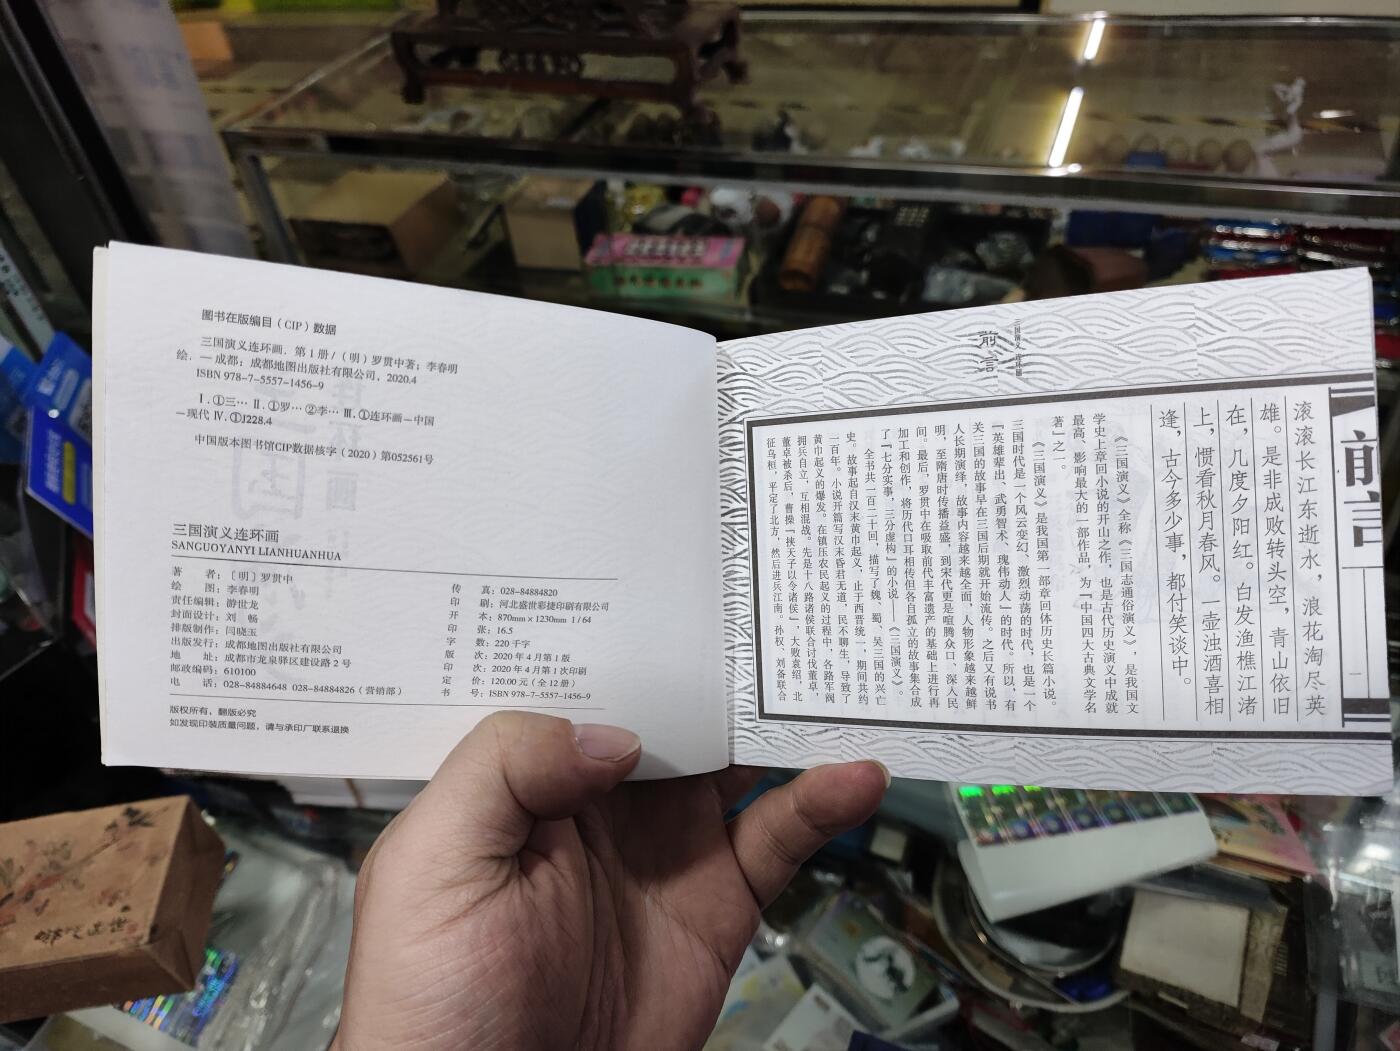 图书在版编目（CIP）数据
三国演义连环画．第1册/（明）罗贯中著；李春明
绘．—成都：成都地图出版社有限公司，2020.4
ISBN 978-7-5557-1456-9
Ⅰ．①三… Ⅱ．①罗… ②李… Ⅲ．①连环画－中国
－现代 Ⅳ．①J228.4
中国版本图书馆CIP数据核字（2020）第052561号
三国演义连环画
SANGUOYANYI LIANHUANHUA
著　　者：［明］罗贯中
绘　　图：李春明
责任编辑：游世龙
封面设计：刘　畅
排版制作：闫晓玉
出版发行：成都地图出版社有限公司
地　　址：成都市龙泉驿区建设路2号
邮政编码：610100
电　　话：028-84884648 028-84884826（营销部）
传　　真：028-84884820
印　　刷：河北盛世彩捷印刷有限公司
开　　本：870mm×1230mm 1/64
印　　张：16.5
字　　数：220千字
版　　次：2020年4月第1版
印　　次：2020年4月第1次印刷
定　　价：120.00元（全12册）
书　　号：ISBN 978-7-5557-1456-9
版权所有，翻版必究
如发现印装质量问题，请与承印厂联系退换
三国演义 连环画
前言
前言
一
滚滚长江东逝水，浪花淘尽英
雄。是非成败转头空，青山依旧
在，几度夕阳红。白发渔樵江渚
上，惯看秋月春风。一壶浊酒喜相
逢，古今多少事，都付笑谈中。
《三国演义》全称《三国志通俗演义》，是我国文
学史上章回小说的开山之作，也是古代历史演义中成就
最高、影响最大的一部作品，为“中国四大古典文学名
著”之一。
《三国演义》是我国第一部章回体历史长篇小说。
三国时代是一个风云变幻、激烈动荡的时代，也是一个
“英雄辈出、武勇智术、瑰伟动人”的时代。所以，有
关三国的故事早在三国后期就开始流传。之后又有说书
人长期演绎，故事内容越来越全面，人物形象越来越鲜
明，至隋唐时传播益盛，到宋代更是喧腾众口，深入民
间。最后，罗贯中在吸取前代丰富遗产的基础上进行再
加工和创作，将历代口耳相传但各自孤立的故事集合成
了“七分实事，三分虚构”的小说——《三国演义》。
全书共一百二十回，描写了魏、蜀、吴三国的兴亡
史。故事起自汉末黄巾起义，止于西晋统一，期间共约
一百年。小说开篇写汉末昏君无道，民不聊生，导致了
黄巾起义的爆发。在镇压农民起义的过程中，各路军阀
拥兵自立，互相混战。先是十八路诸侯联合讨伐董卓，
董卓被杀后，曹操“挟天子以令诸侯”，大败袁绍，北
征乌桓，平定了北方，然后进兵江南。孙权、刘备联合